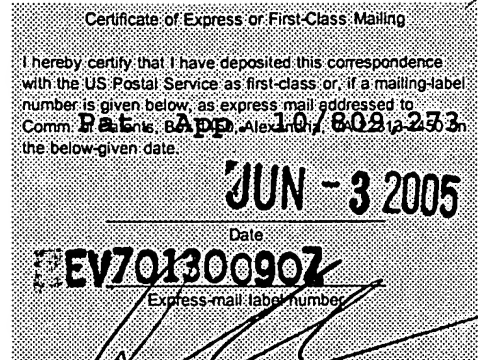 Certificate of Express or First-Class Mailing
I hereby certify that I have deposited this correspondence
with the US Postal Service as first-class or, if a mailing-label
number is given below, as express mail addressed to
Comm. Pat. App. 10/809,273
the below-given date.
JUN - 3 2005
Date
EV701300907
Express-mail label number